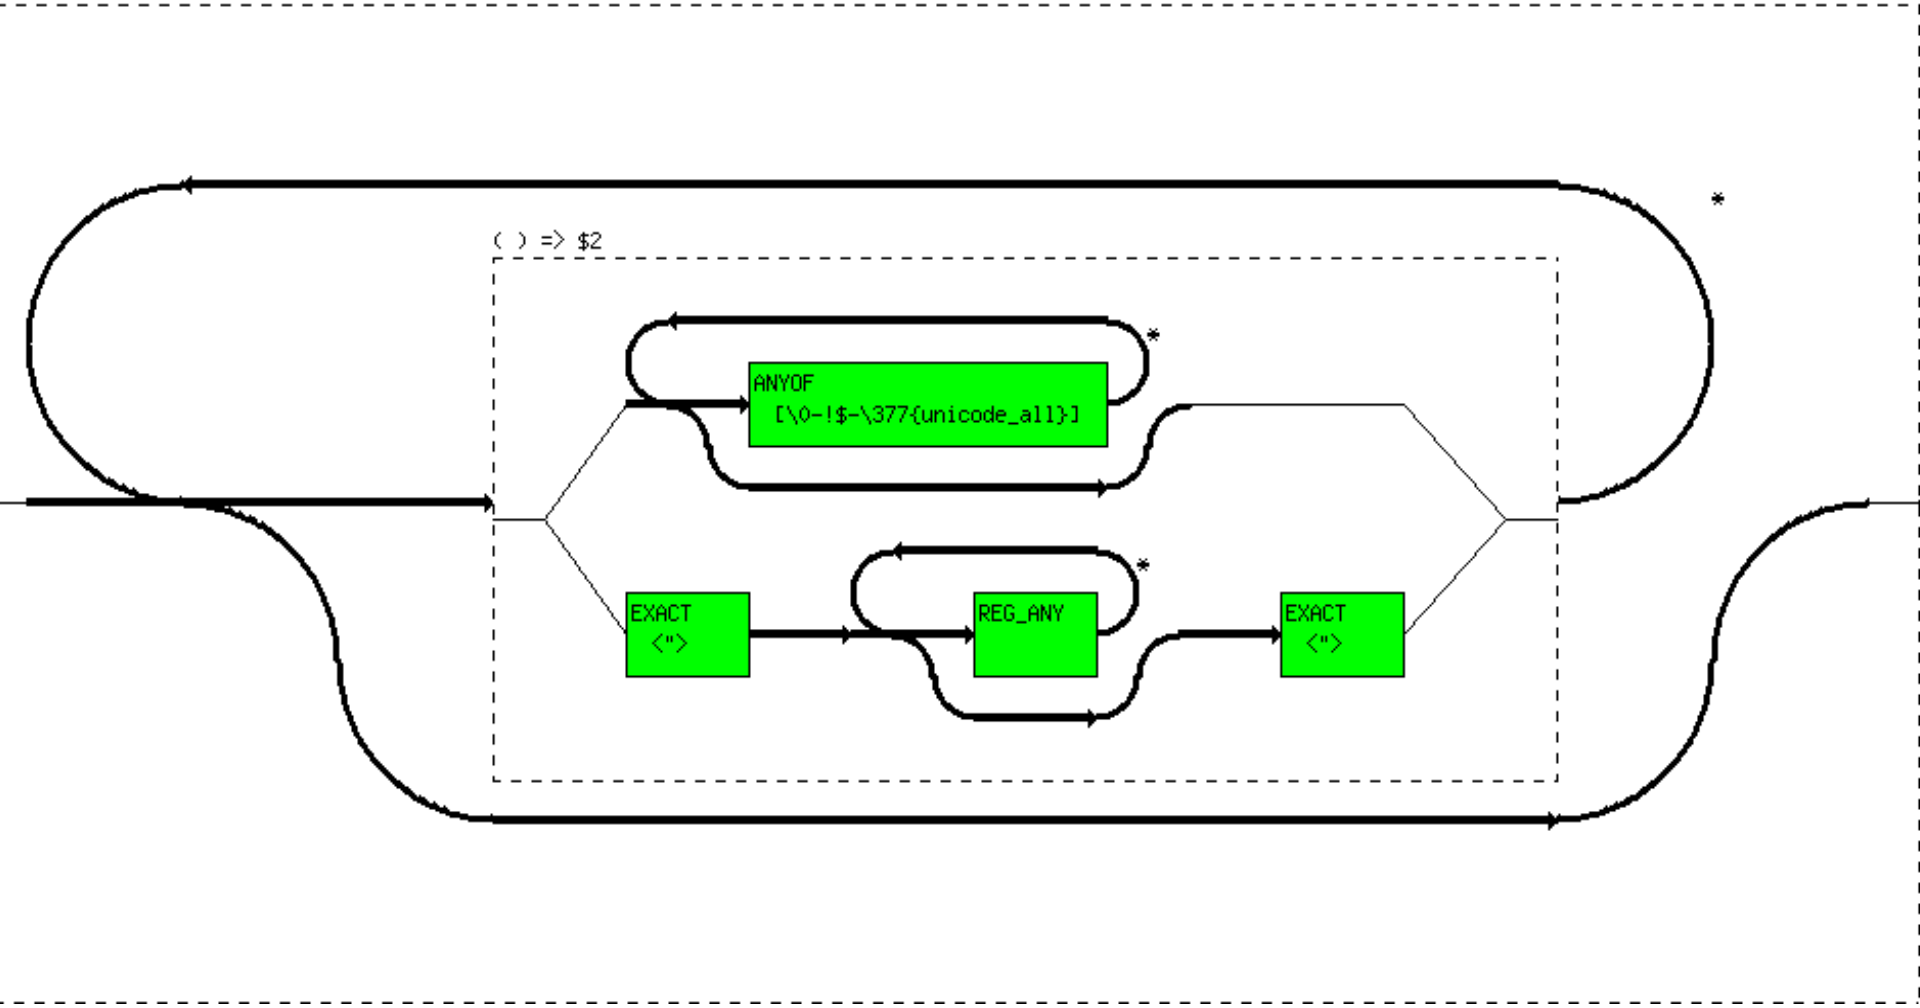 *
( ) => $2
*
ANYOF
[\0-!$-\377{unicode_all}]
*
EXACT
<">
REG_ANY
EXACT
<">